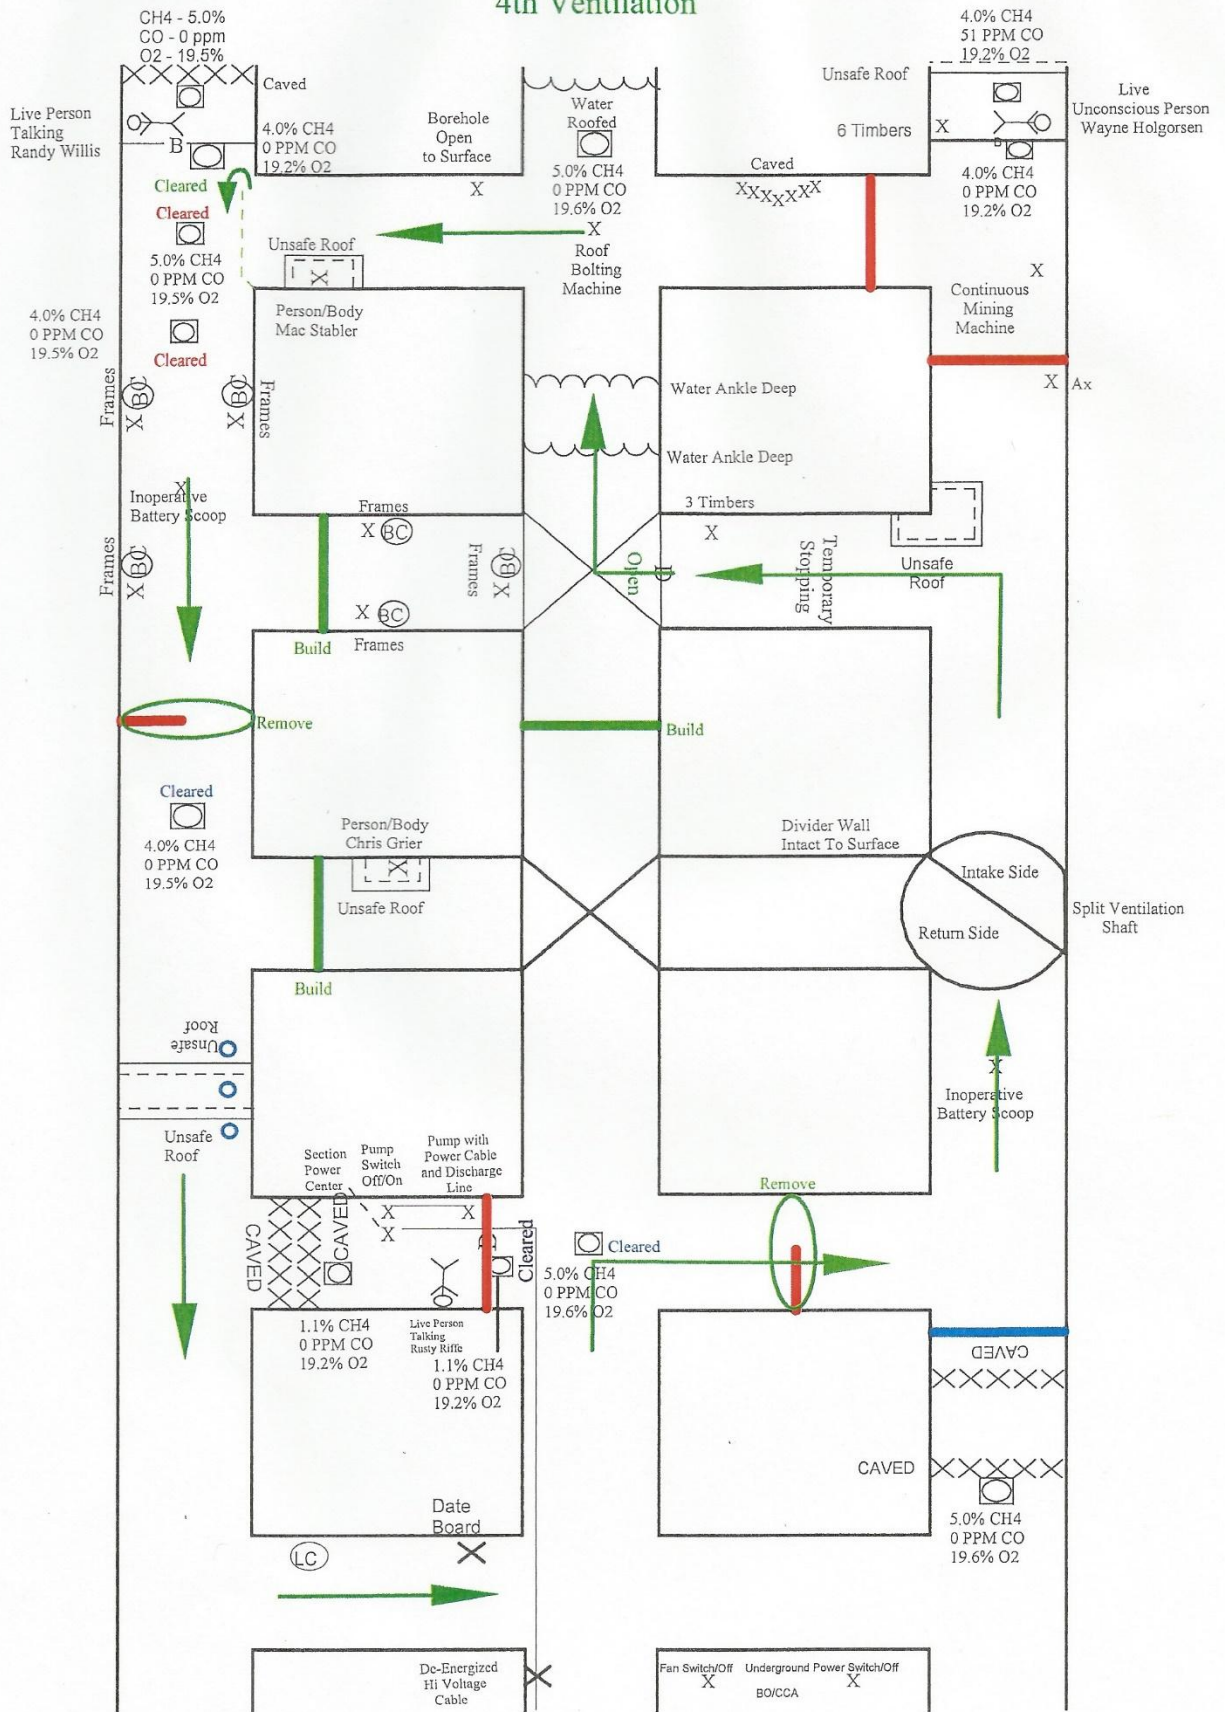 4th Ventilation
CH4 - 5.0%
CO - 0 ppm
O2 - 19.5%
4.0% CH4
51 PPM CO
19.2% O2
Caved
Unsafe Roof
Live Person
Talking
Randy Willis
B
4.0% CH4
0 PPM CO
19.2% O2
Borehole
Open
to Surface
X
Water
Roofed
5.0% CH4
0 PPM CO
19.6% O2
6 Timbers
X
B
Live
Unconscious Person
Wayne Holgorsen
Caved
XXXXXXX
4.0% CH4
0 PPM CO
19.2% O2
Cleared
Cleared
5.0% CH4
0 PPM CO
19.5% O2
Unsafe Roof
X
Person/Body
Mac Stabler
X
Roof
Bolting
Machine
X
Continuous
Mining
Machine
4.0% CH4
0 PPM CO
19.5% O2
Cleared
Frames
BC
X
BC
X
Frames
Water Ankle Deep
X
Ax
Water Ankle Deep
X
Inoperative
Battery Scoop
Frames
X
BC
3 Timbers
X
Frames
BC
X
Frames
BC
X
Open
D
Temporary
Stopping
Unsafe
Roof
X
BC
Build
Frames
Remove
Build
Cleared
4.0% CH4
0 PPM CO
19.5% O2
Person/Body
Chris Grier
X
Unsafe Roof
Divider Wall
Intact To Surface
Intake Side
Return Side
Split Ventilation
Shaft
Build
Unsafe
Roof
Unsafe
Roof
X
Inoperative
Battery Scoop
Section
Power
Center
Pump
Switch
Off/On
Pump with
Power Cable
and Discharge
Line
Remove
CAVED
CAVED
X
X
X
D
Cleared
Cleared
5.0% CH4
0 PPM CO
19.6% O2
1.1% CH4
0 PPM CO
19.2% O2
Live Person
Talking
Rusty Riffe
1.1% CH4
0 PPM CO
19.2% O2
CAVED
XXXXX
CAVED
XXXXX
5.0% CH4
0 PPM CO
19.6% O2
Date
Board
LC
X
De-Energized
Hi Voltage
Cable
X
Fan Switch/Off
X
Underground Power Switch/Off
X
BO/CCA